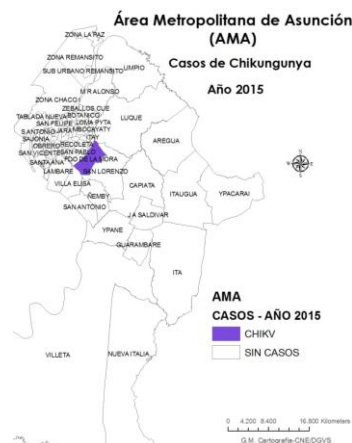 Área Metropolitana de Asunción
(AMA)
Casos de Chikungunya
Año 2015
ZONA LA PAZ
ZONA REMANSITO
SUB URBANO REMANSITO
LIMPIO
M R ALONSO
ZONA CHACO I
ZEBALLOS CUE
TABLADA NUEVA
BOTANICO
SAN FELIPE
LOMA PYTA
LUQUE
S ANTONIO
JARA
MBOCAYATY
SAJONIA
ITAY
OBRERO
RECOLETA
SAN VICENTE
SAN PABLO
AREGUA
SANTA ANA
FDO DE LA MORA
LAMBARE
SAN LORENZO
VILLA ELISA
CAPIATA
ITAUGUA
YPACARAI
ÑEMBY
SAN ANTONIO
J A SALDIVAR
YPANE
GUARAMBARE
ITA
AMA
CASOS - AÑO 2015
CHIKV
SIN CASOS
VILLETA
NUEVA ITALIA
0 4.200 8.400 16.800 Kilometers
G.M. Cartografía-CNE/DGVS